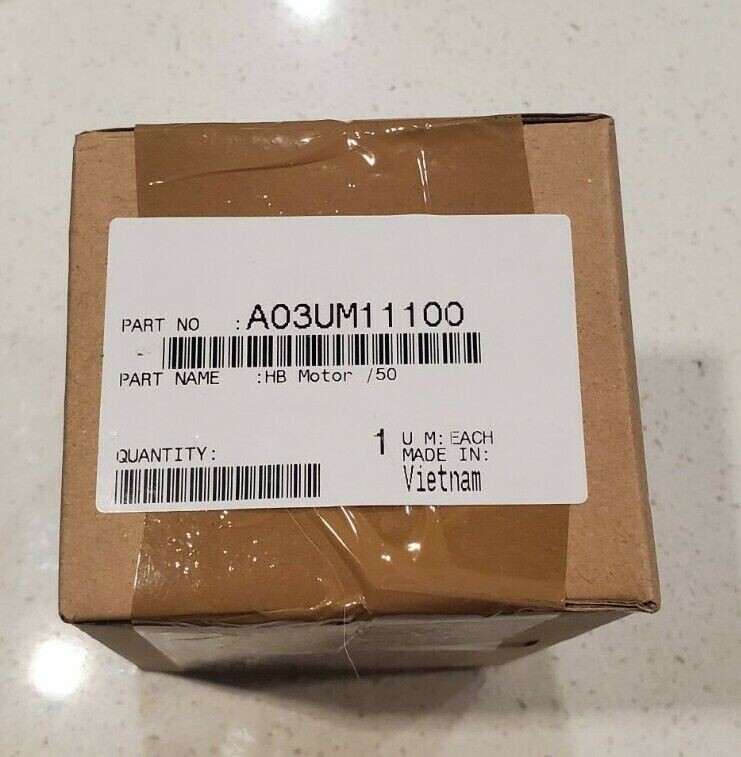 PART NO :A03UM11100
PART NAME :HB Motor /50
QUANTITY: 1 U M: EACH
MADE IN:
Vietnam